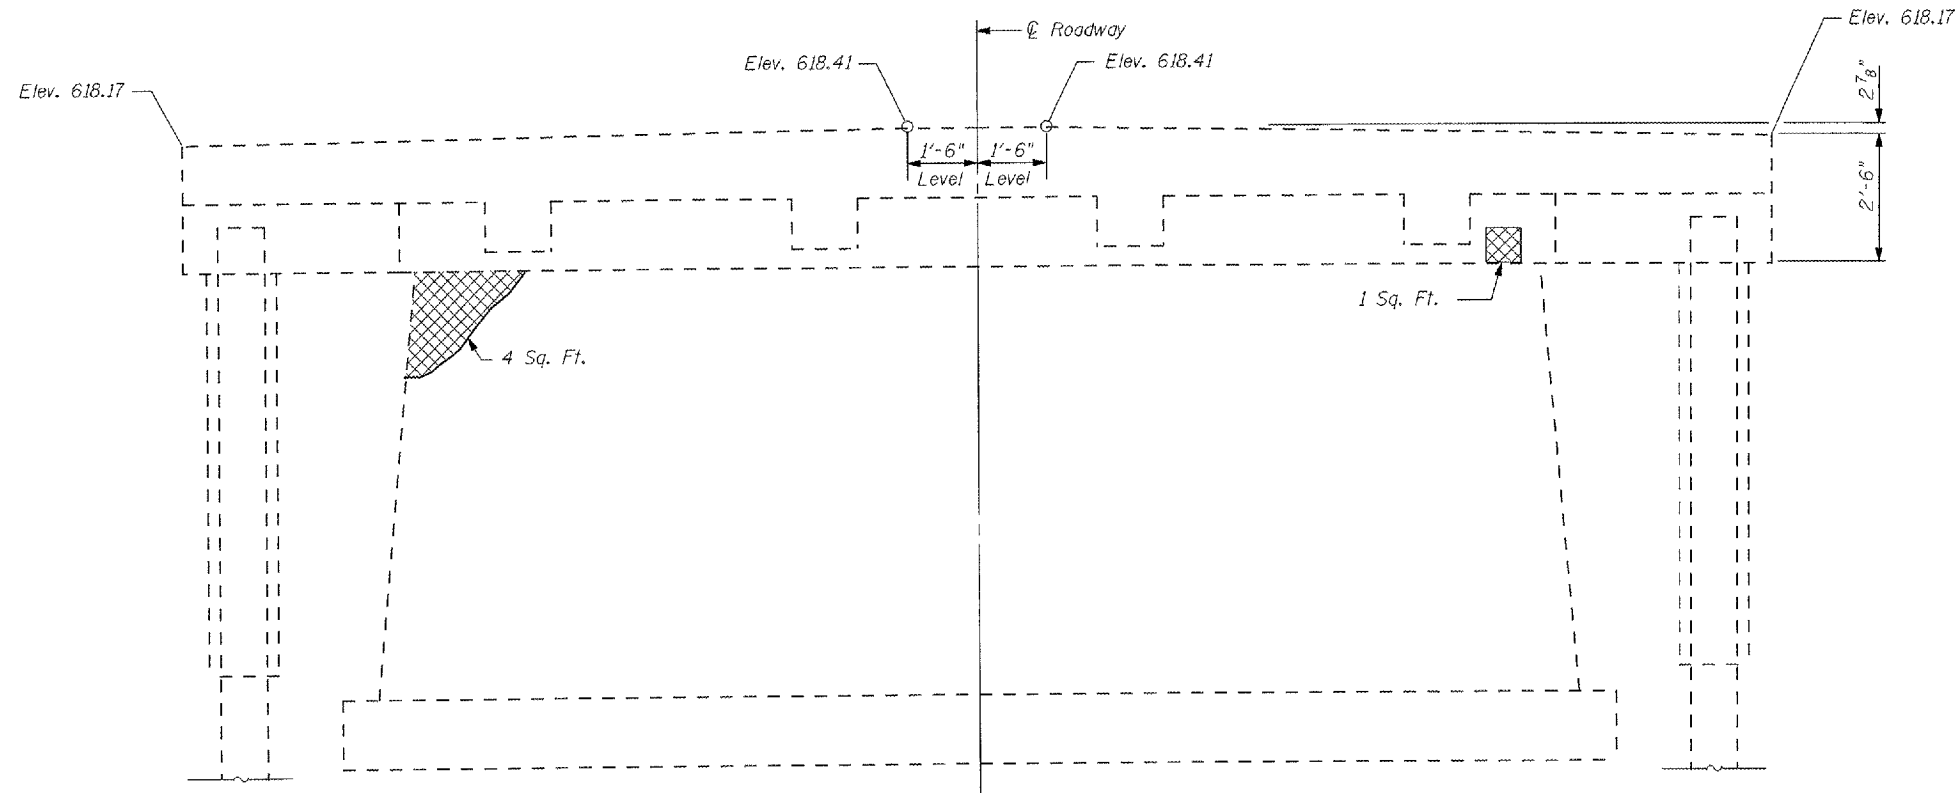 Elev. 618.17
℄ Roadway
Elev. 618.41
Elev. 618.41
Elev. 618.17
2 7/8"
1'-6"
Level
1'-6"
Level
2'-6"
1 Sq. Ft.
4 Sq. Ft.